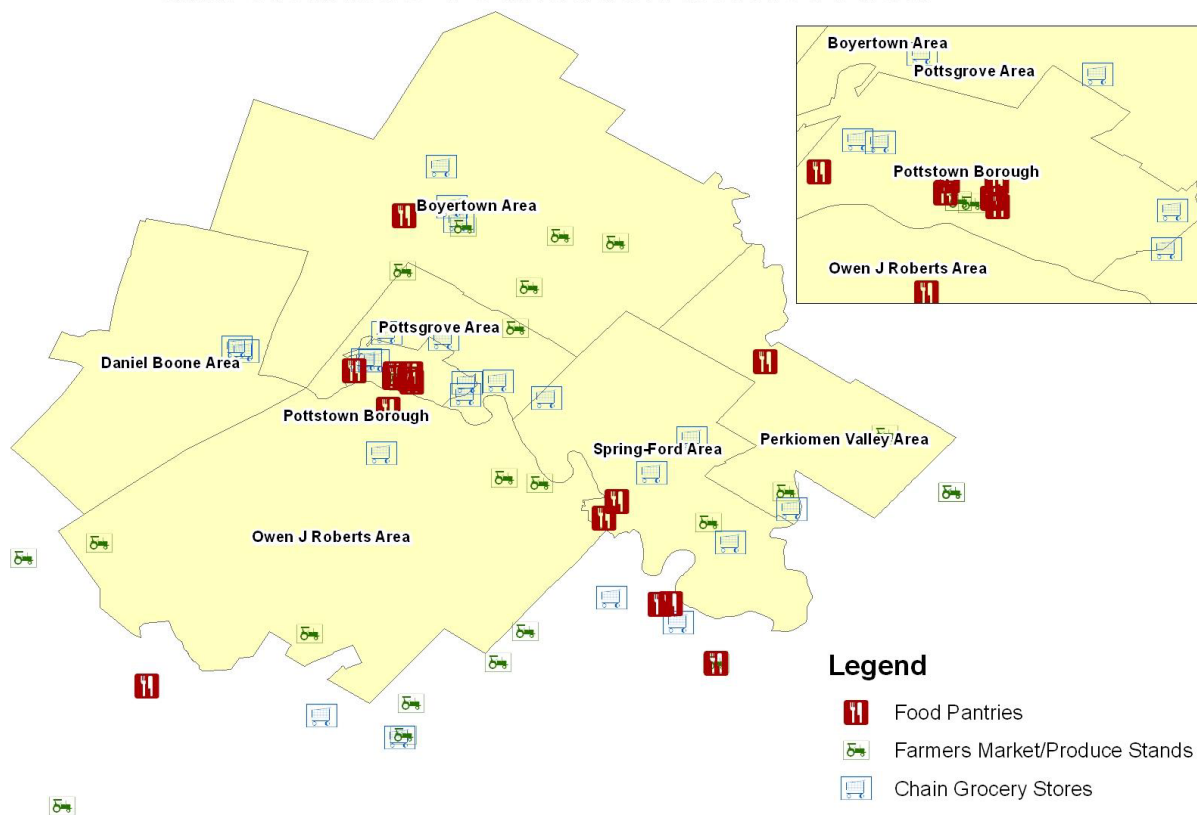 Boyertown Area
Pottsgrove Area
Pottstown Borough
Owen J Roberts Area
Boyertown Area
Pottsgrove Area
Daniel Boone Area
Pottstown Borough
Spring-Ford Area
Perkiomen Valley Area
Owen J Roberts Area
Legend
Food Pantries
Farmers Market/Produce Stands
Chain Grocery Stores